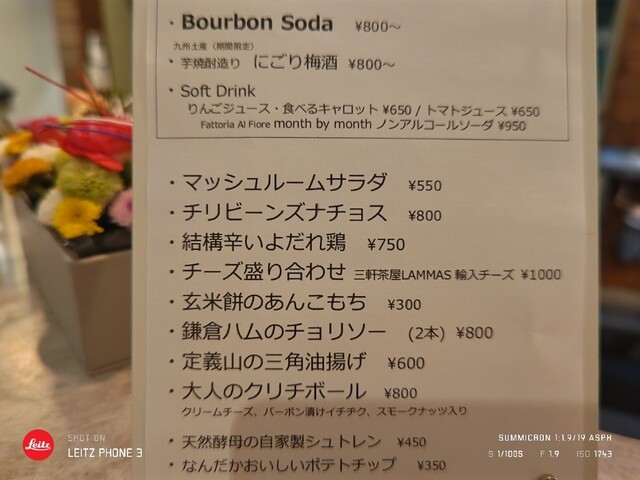 ・Bourbon Soda ¥800～
九州土産（期間限定）
・芋焼酎造り にごり梅酒 ¥800～
・Soft Drink
りんごジュース・食べるキャロット ¥650 / トマトジュース ¥650
Fattoria Al Fiore month by month ノンアルコールソーダ ¥950
・マッシュルームサラダ ¥550
・チリビーンズナチョス ¥800
・結構辛いよだれ鶏 ¥750
・チーズ盛り合わせ 三軒茶屋LAMMAS 輸入チーズ ¥1000
・玄米餅のあんこもち ¥300
・鎌倉ハムのチョリソー (2本) ¥800
・定義山の三角油揚げ ¥600
・大人のクリチボール ¥800
クリームチーズ、バーボン漬けイチヂク、スモークナッツ入り
・天然酵母の自家製シュトレン ¥450
・なんだかおいしいポテトチップ ¥350
Leitz
SHOT ON
LEITZ PHONE 3
SUMMICRON 1:1.9/19 ASPH
S 1/100S F 1.9 ISO 1743